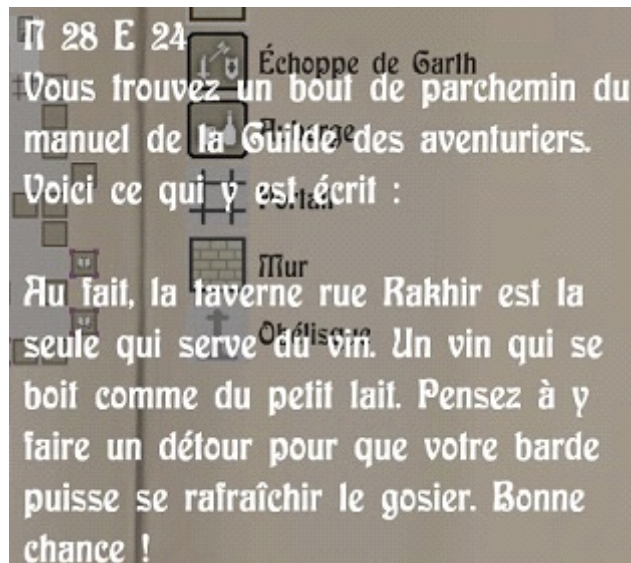 N 28 E 24
Échoppe de Garth
Vous trouvez un bout de parchemin du
manuel de la Guilde des aventuriers.
Auberge
Voici ce qui y est écrit :
Portail
Mur
Au fait, la taverne rue Rakhir est la
seule qui serve du vin. Un vin qui se
Obélisque
boit comme du petit lait. Pensez à y
faire un détour pour que votre barde
puisse se rafraîchir le gosier. Bonne
chance !